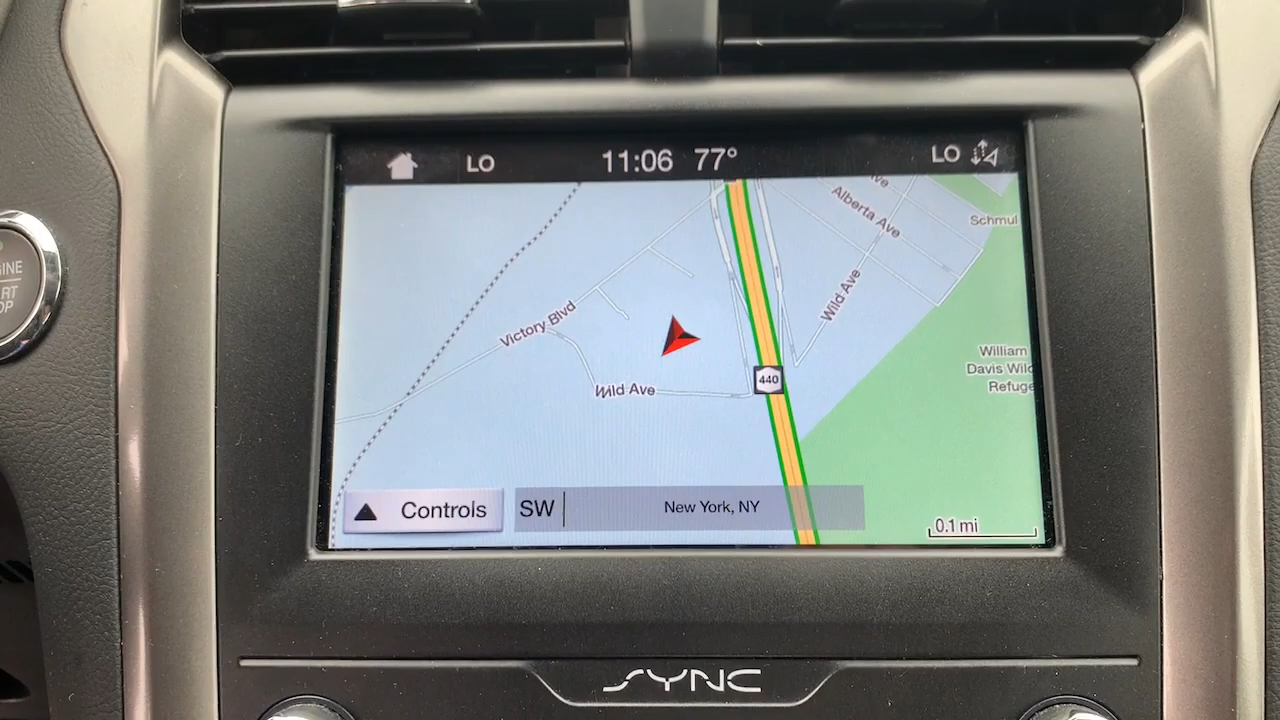 LO 11:06 77° LO
ve
Alberta Ave
Schmul
Wild Ave
Victory Blvd
William
Davis Wild
Refuge
440
Wild Ave
Controls
SW
New York, NY
0.1 mi
SYNC